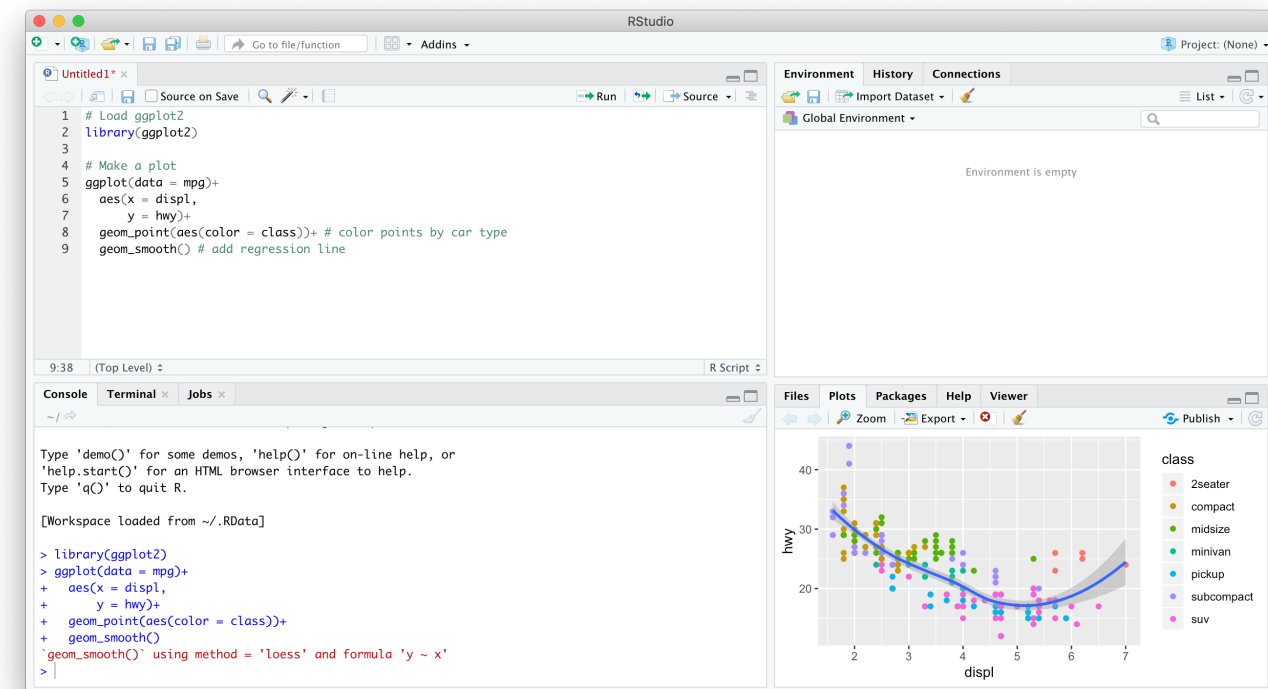 RStudio
Go to file/function
Addins
Project: (None)
Untitled1*
Source on Save
Run
Source
1 # Load ggplot2
2 library(ggplot2)
3
4 # Make a plot
5 ggplot(data = mpg)+
6   aes(x = displ,
7       y = hwy)+
8   geom_point(aes(color = class))+ # color points by car type
9   geom_smooth() # add regression line
9:38 (Top Level) R Script
Console Terminal Jobs
~/
Type 'demo()' for some demos, 'help()' for on-line help, or
'help.start()' for an HTML browser interface to help.
Type 'q()' to quit R.
[Workspace loaded from ~/.RData]
> library(ggplot2)
> ggplot(data = mpg)+
+   aes(x = displ,
+       y = hwy)+
+   geom_point(aes(color = class))+
+   geom_smooth()
`geom_smooth()` using method = 'loess' and formula 'y ~ x'
>
Environment History Connections
Import Dataset
List
Global Environment
Environment is empty
Files Plots Packages Help Viewer
Zoom Export Publish
40
30
20
hwy
2 3 4 5 6 7
displ
class
2seater
compact
midsize
minivan
pickup
subcompact
suv